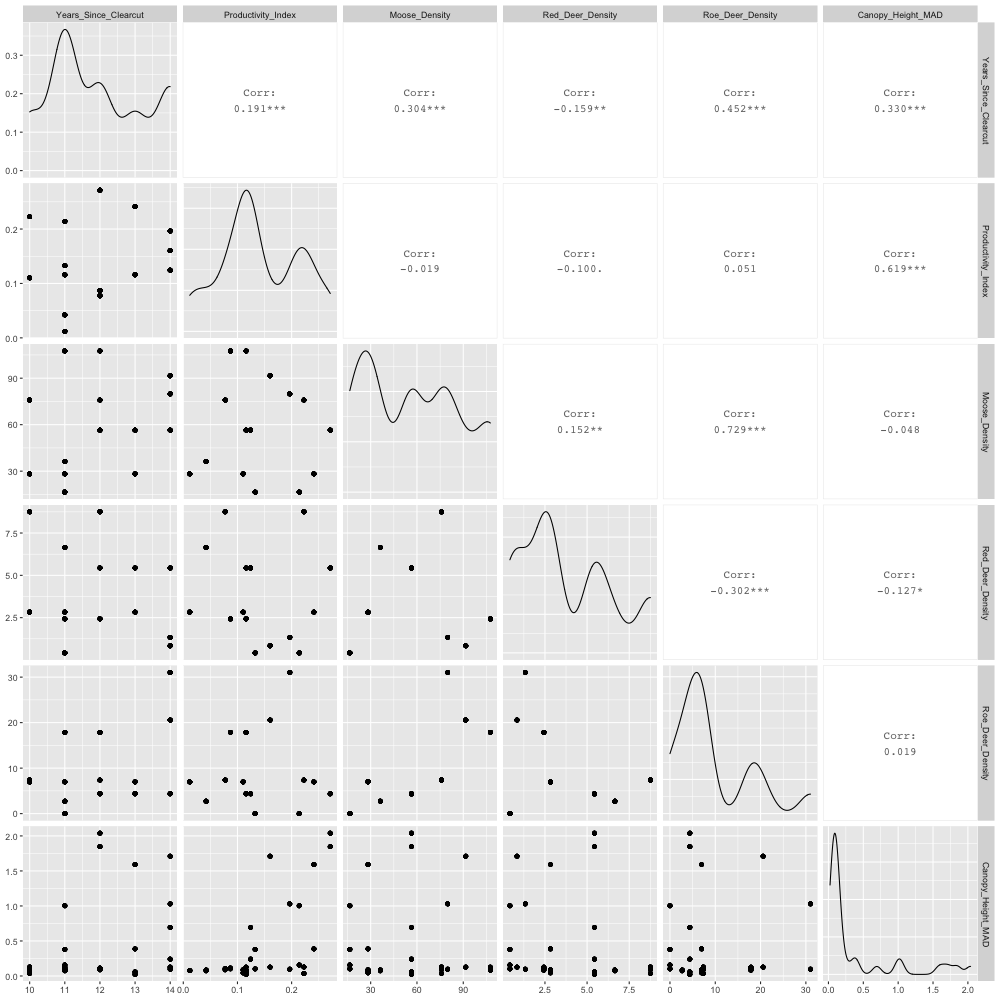 Years_Since_Clearcut Productivity_Index Moose_Density Red_Deer_Density Roe_Deer_Density Canopy_Height_MAD
0.3
0.2
0.1
0.0
Corr:
0.191***
Corr:
0.304***
Corr:
-0.159**
Corr:
0.452***
Corr:
0.330***
Years_Since_Clearcut
0.2
0.1
0.0
Corr:
-0.019
Corr:
-0.100.
Corr:
0.051
Corr:
0.619***
Productivity_Index
90
60
30
Corr:
0.152**
Corr:
0.729***
Corr:
-0.048
Moose_Density
7.5
5.0
2.5
Corr:
-0.302***
Corr:
-0.127*
Red_Deer_Density
30
20
10
0
Corr:
0.019
Roe_Deer_Density
2.0
1.5
1.0
0.5
0.0
Canopy_Height_MAD
10 11 12 13 14 0.0 0.1 0.2 30 60 90 2.5 5.0 7.5 0 10 20 30 0.0 0.5 1.0 1.5 2.0